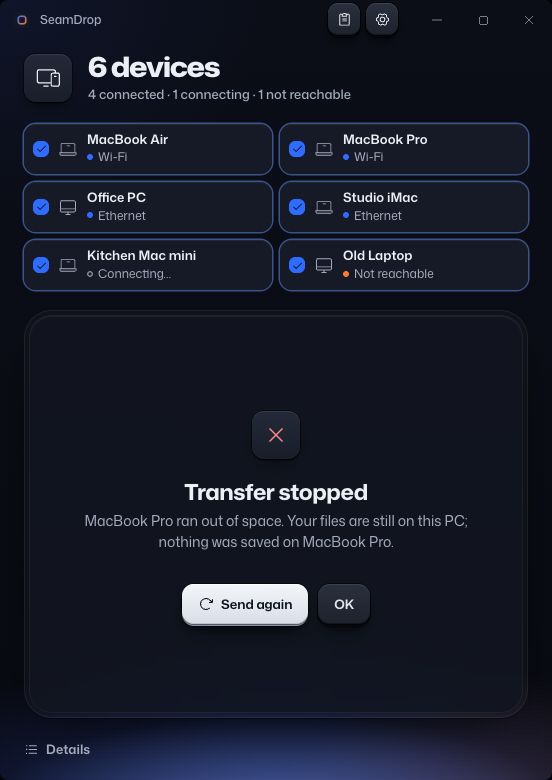 SeamDrop
6 devices
4 connected · 1 connecting · 1 not reachable
MacBook Air
Wi-Fi
MacBook Pro
Wi-Fi
Office PC
Ethernet
Studio iMac
Ethernet
Kitchen Mac mini
Connecting...
Old Laptop
Not reachable
Transfer stopped
MacBook Pro ran out of space. Your files are still on this PC;
nothing was saved on MacBook Pro.
Send again
OK
Details